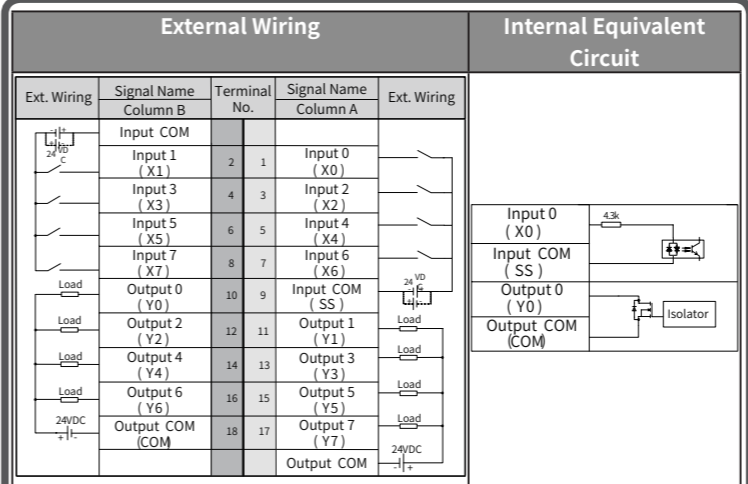 External Wiring
Internal Equivalent
Circuit
Ext. Wiring
Signal Name
Column B
Terminal
No.
Signal Name
Column A
Ext. Wiring
Input COM
- +
+ -
24 VD
C
Input 1
( X1 )
2
1
Input 0
( X0 )
Input 3
( X3 )
4
3
Input 2
( X2 )
Input 5
( X5 )
6
5
Input 4
( X4 )
Input 7
( X7 )
8
7
Input 6
( X6 )
Load
Output 0
( Y0 )
10
9
Input COM
( SS )
24 VD
C
- +
+ -
Load
Output 2
( Y2 )
12
11
Output 1
( Y1 )
Load
Load
Output 4
( Y4 )
14
13
Output 3
( Y3 )
Load
Load
Output 6
( Y6 )
16
15
Output 5
( Y5 )
Load
24VDC
+ -
Output COM
(COM)
18
17
Output 7
( Y7 )
Load
Output COM
24VDC
- +
Input 0
( X0 )
4.3k
Input COM
( SS )
Output 0
( Y0 )
Isolator
Output COM
(COM)